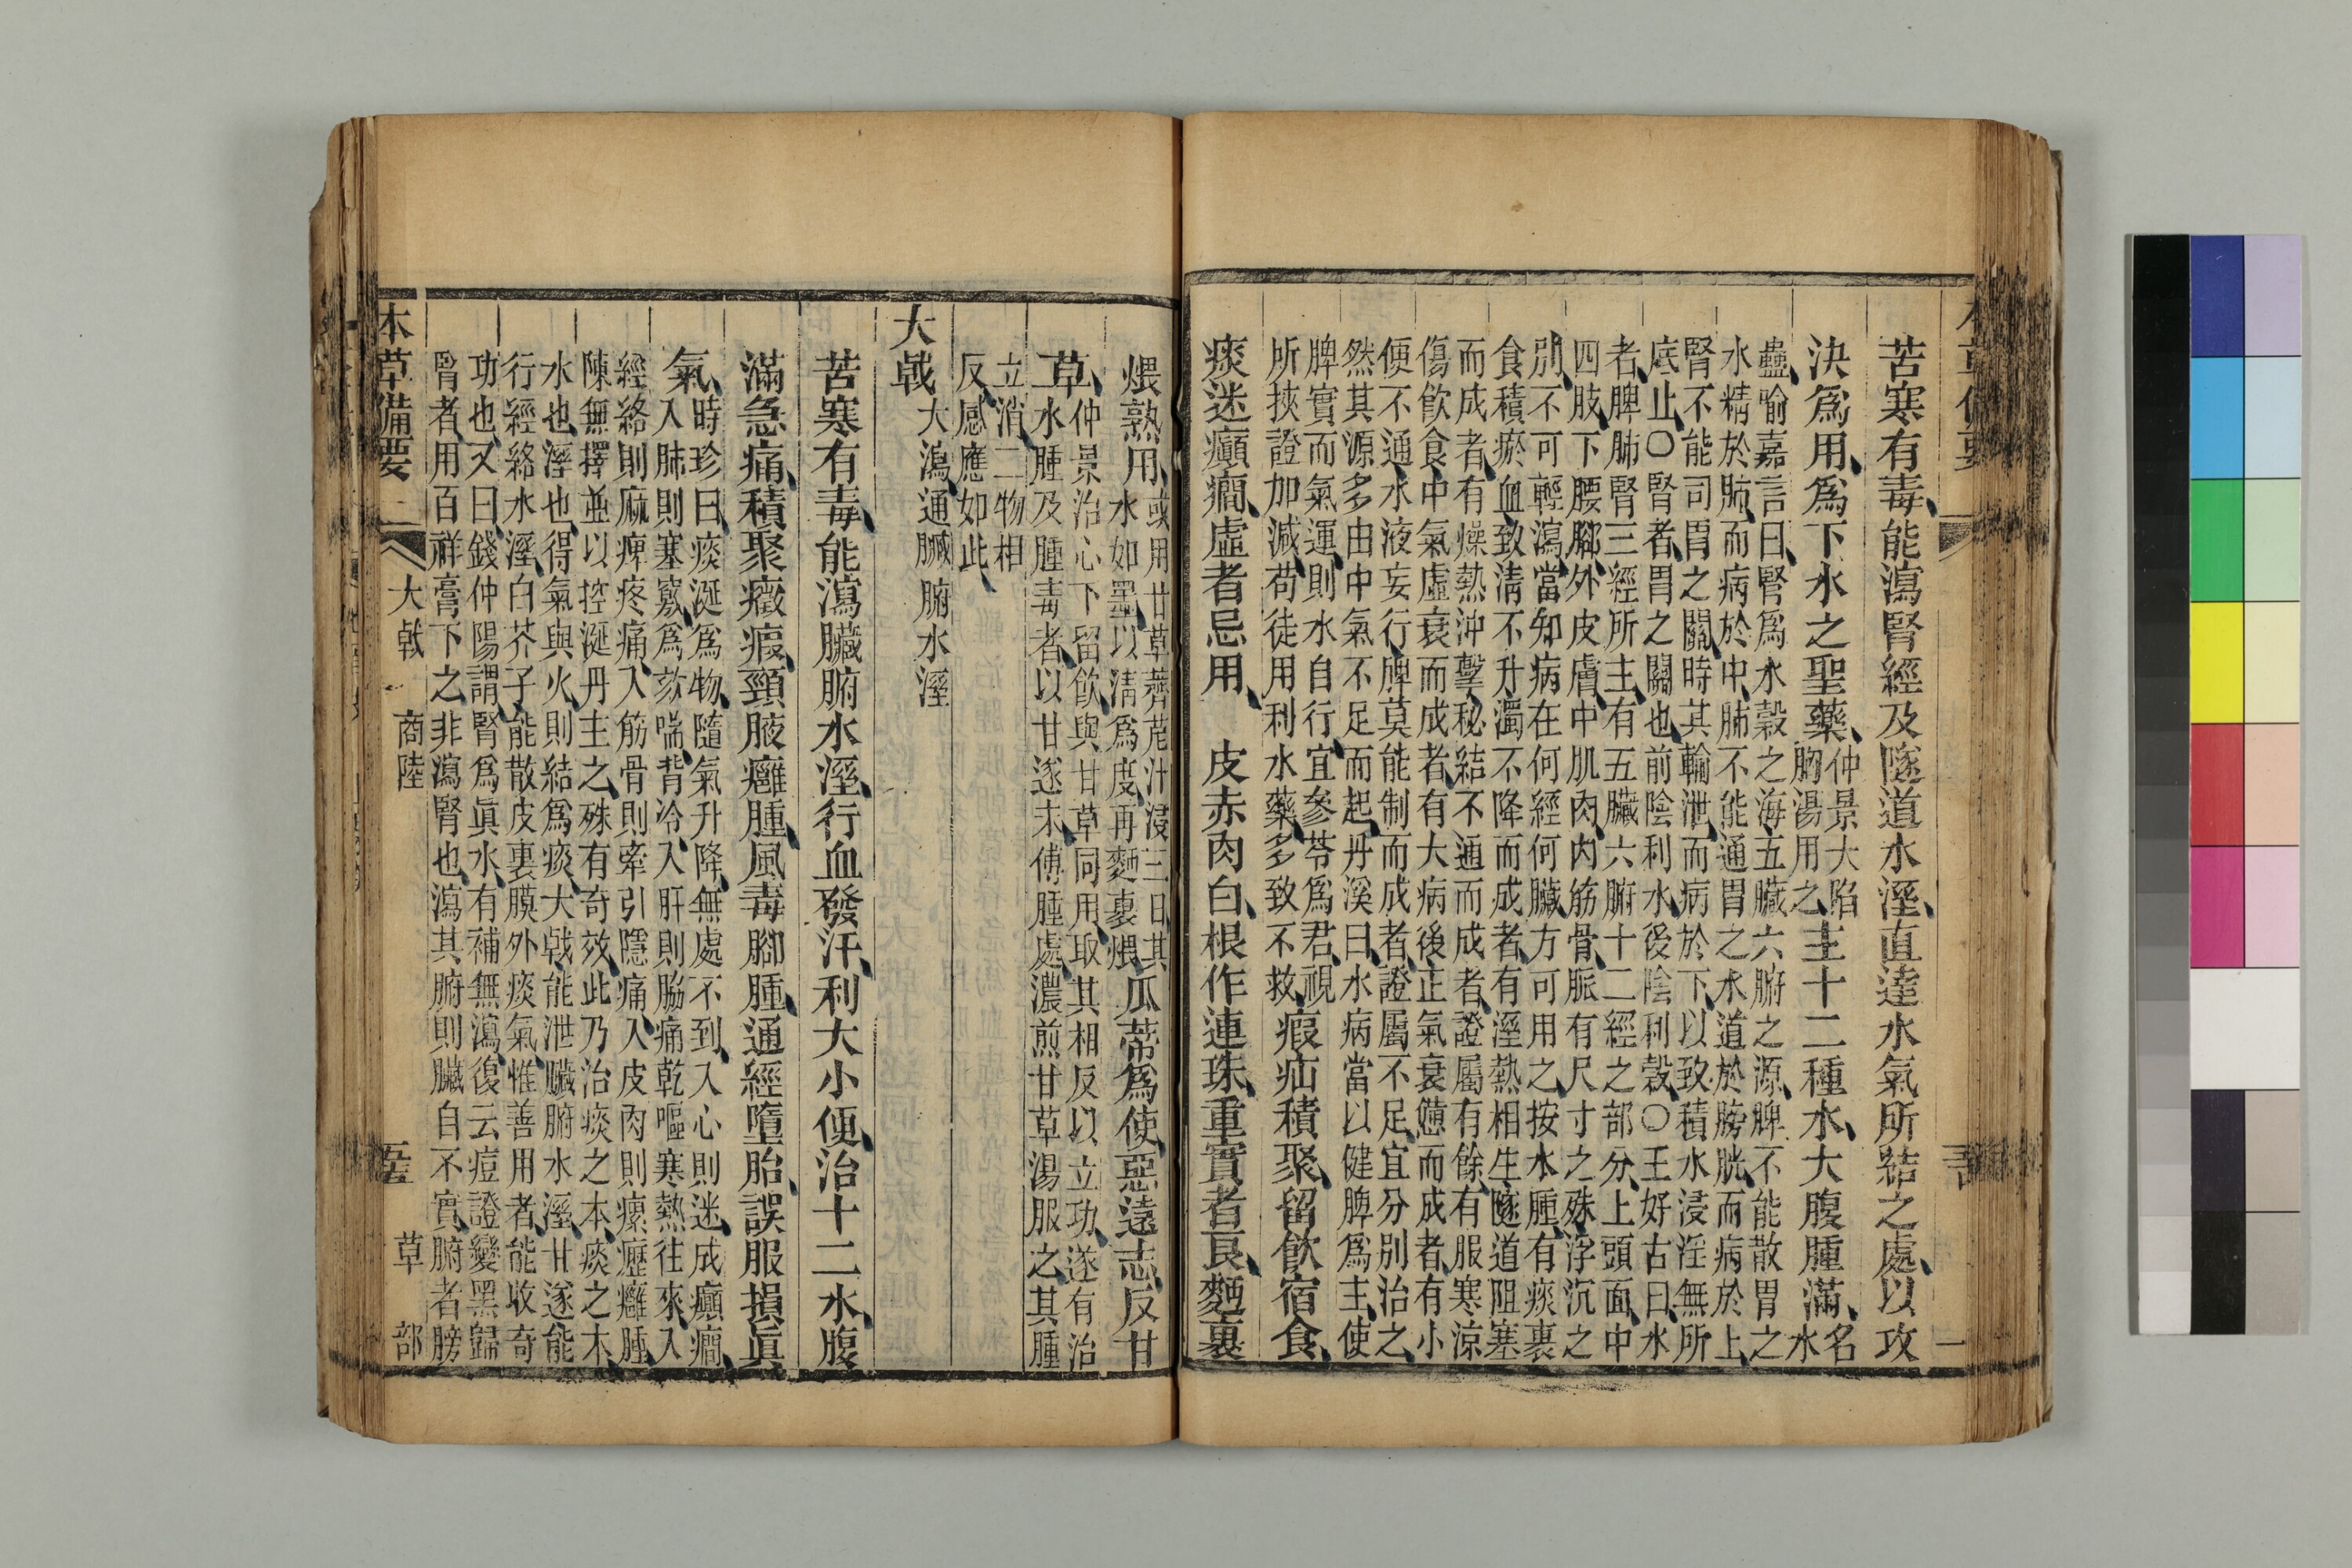 苦寒有毒能瀉腎經及隧道水溼直達水氣所結之處以攻
決爲用爲下水之聖藥
仲景大陷
胸湯用之
主十二種水大腹腫滿
名
水
蠱喻嘉言曰腎爲水穀之海五臟六腑之源脾不能散胃之
水精於肺而病於中肺不能通胃之水道於膀胱而病於上
腎不能司胃之關時其輸泄而病於下以致積水浸淫無所
底止〇腎者胃之關也前陰利水後陰利穀〇王好古曰水
者脾肺腎三經所主有五臟六腑十二經之部分上頭面中
四肢下腰腳外皮膚中肌肉内筋骨脈有尺寸之殊浮沉之
別不可輕瀉當知病在何經何臟方可用之按水腫有痰裹
食積瘀血致清不升濁不降而成者有溼熱相生隧道阻塞
而成者有燥熱沖擊秘結不通而成者證屬有餘有服寒涼
傷飲食中氣虛衰而成者有大病後正氣衰憊而成者有小
便不通水液妄行脾莫能制而成者證屬不足宜分別治之
然其源多由中氣不足而起丹溪曰水病當以健脾爲主使
脾實而氣運則水自行宜參苓爲君視
所挾證加減苟徒用利水藥多致不救
瘕疝積聚留飲宿食
痰迷癲癇虛者忌用 皮赤肉白根作連珠重實者良麪裹
煨熟用
或用甘草薺苨汁浸三日其
水如墨以清爲度再麪裹煨
瓜蒂爲使惡遠志反甘
草
仲景治心下留飲與甘草同用取其相反以立功遂有治
水腫及腫毒者以甘遂末傅腫處濃煎甘草湯服之其腫
立消二物相
反感應如此
大戟
大瀉通臟腑水溼
苦寒有毒能瀉臟腑水溼行血發汗利大小便治十二水腹
滿急痛積聚癥瘕頸腋癰腫風毒腳腫通經墮胎誤服損眞
氣
時珍曰痰涎爲物隨氣升降無處不到入心則迷成癲癇
入肺則塞竅爲欬喘背冷入肝則脇痛乾嘔寒熱往來入
經絡則麻痺疼痛入筋骨則牽引隱痛入皮肉則瘰癧癰腫
陳無擇並以控涎丹主之殊有奇效此乃治痰之本痰之本
水也溼也得氣與火則結爲痰大戟能泄臟腑水溼甘遂能
行經絡水溼白芥子能散皮裏膜外痰氣惟善用者能收奇
功也又曰錢仲陽謂腎爲眞水有補無瀉復云痘證變黑歸
腎者用百祥膏下之非瀉腎也瀉其腑則臟自不實腑者膀
本草備要 大戟 商陸 草部